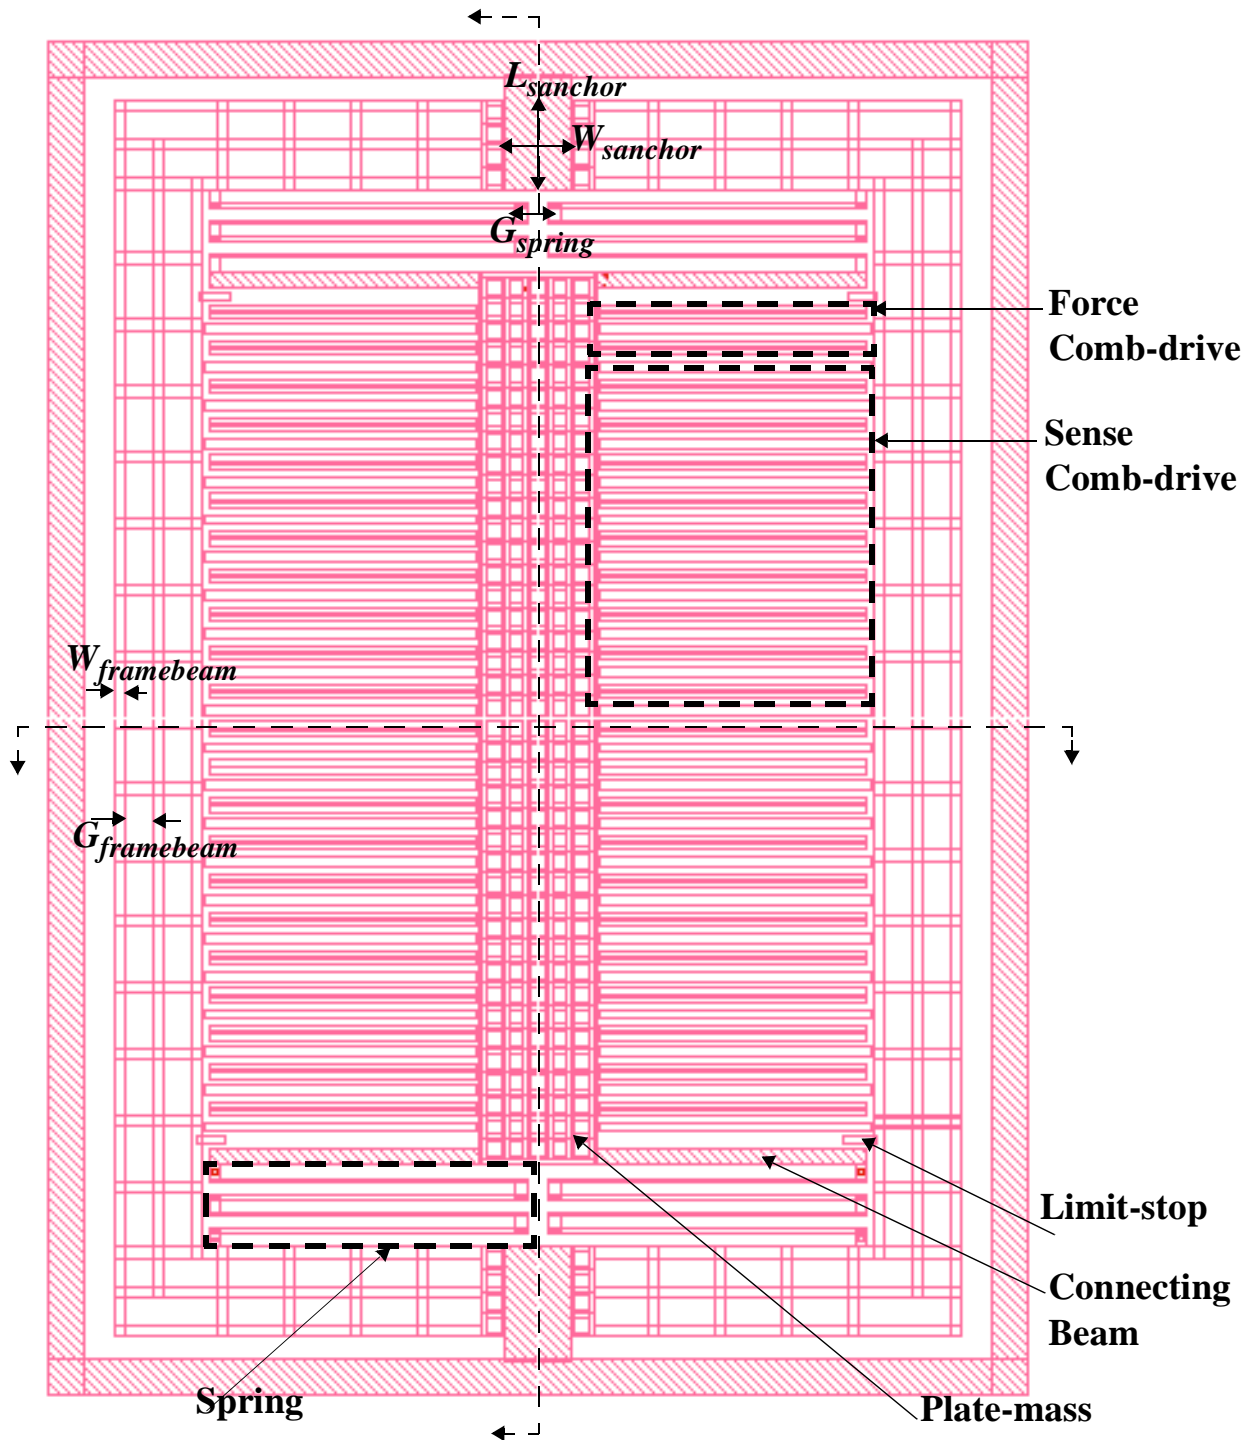 Lsanchor
Wsanchor
Gspring
Force
Comb-drive
Sense
Comb-drive
Wframebeam
Gframebeam
Limit-stop
Connecting
Beam
Spring
Plate-mass